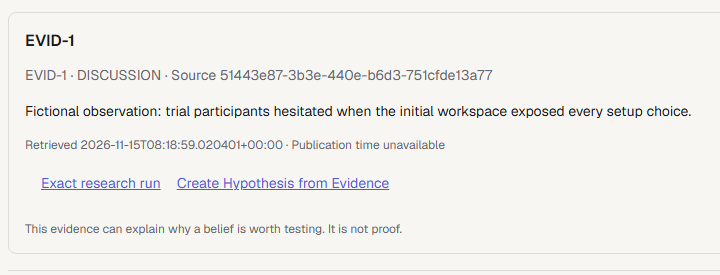 EVID-1
EVID-1 · DISCUSSION · Source 51443e87-3b3e-440e-b6d3-751cfde13a77
Fictional observation: trial participants hesitated when the initial workspace exposed every setup choice.
Retrieved 2026-11-15T08:18:59.020401+00:00 · Publication time unavailable
Exact research run Create Hypothesis from Evidence
This evidence can explain why a belief is worth testing. It is not proof.